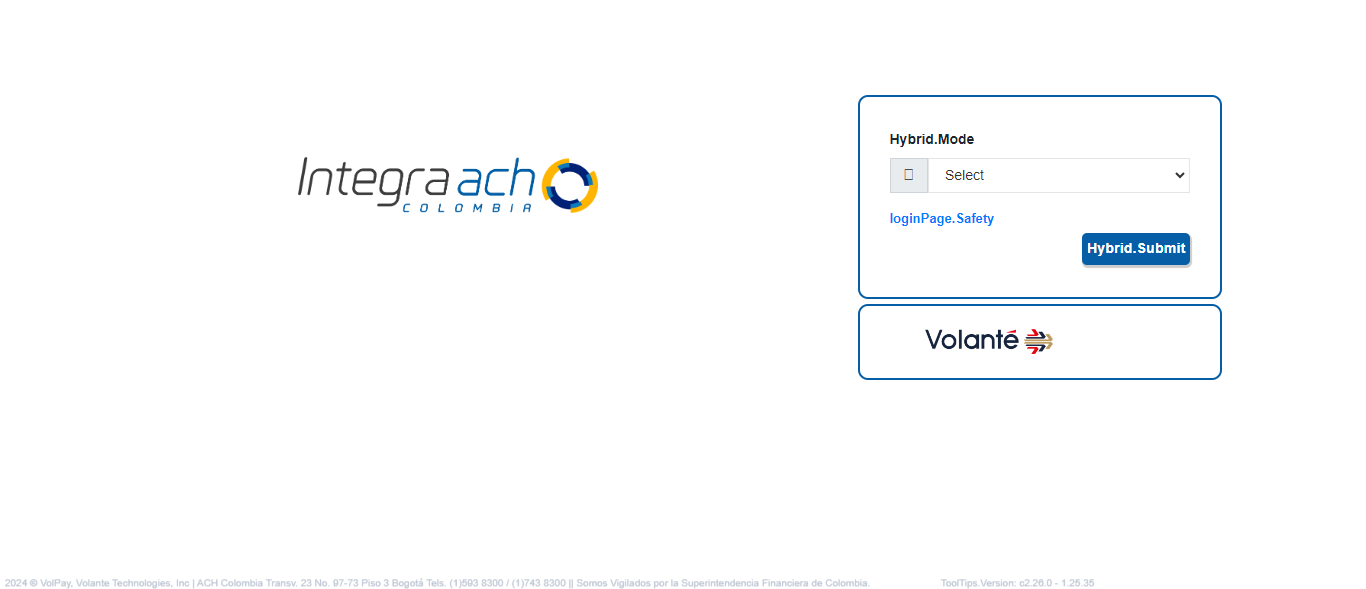 Integra ach
COLOMBIA
Hybrid.Mode
Select
loginPage.Safety
Hybrid.Submit
Volanté
2024 © VolPay, Volante Technologies, Inc | ACH Colombia Transv. 23 No. 97-73 Piso 3 Bogotá Tels. (1)593 8300 / (1)743 8300 || Somos Vigilados por la Superintendencia Financiera de Colombia.
ToolTips.Version: c2.26.0 - 1.25.35